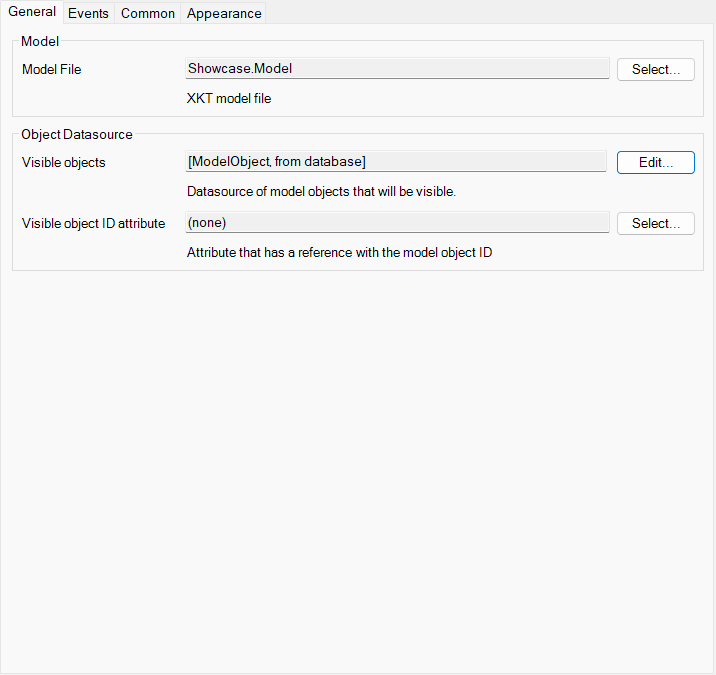 General Events Common Appearance
Model
Model File Showcase.Model Select...
XKT model file
Object Datasource
Visible objects [ModelObject, from database] Edit...
Datasource of model objects that will be visible.
Visible object ID attribute (none) Select...
Attribute that has a reference with the model object ID